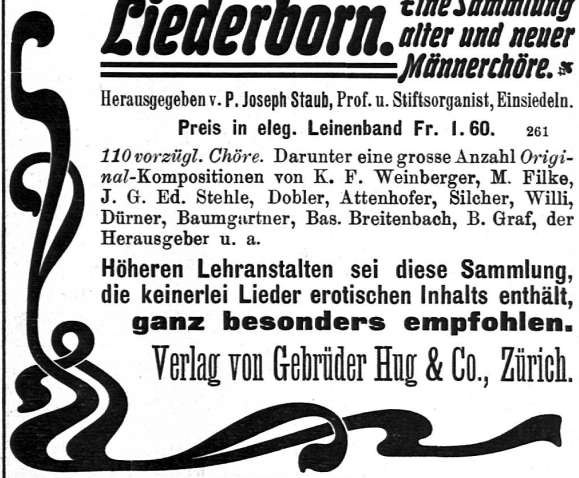 Liederborn.
Eine Sammlung
alter und neuer
Männerchöre.
Herausgegeben v. P. Joseph Staub, Prof. u. Stiftsorganist, Einsiedeln.
Preis in eleg. Leinenband Fr. 1.60. 261
110 vorzügl. Chöre. Darunter eine grosse Anzahl Origi-
nal-Kompositionen von K. F. Weinberger, M. Filke,
J. G. Ed. Stehle, Dobler, Attenhofer, Silcher, Willi,
Dürner, Baumgartner, Bas. Breitenbach, B. Graf, der
Herausgeber u. a.
Höheren Lehranstalten sei diese Sammlung,
die keinerlei Lieder erotischen Inhalts enthält,
ganz besonders empfohlen.
Verlag von Gebrüder Hug & Co., Zürich.